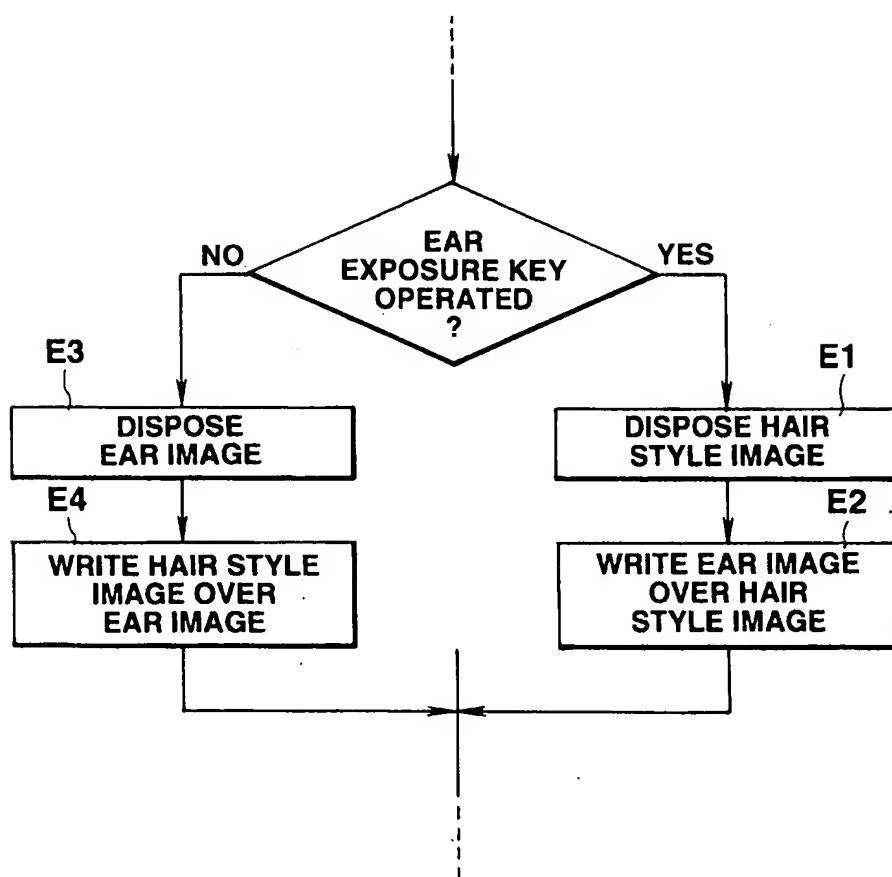 EAR
EXPOSURE KEY
OPERATED
?
NO
YES
E3
DISPOSE
EAR IMAGE
E4
WRITE HAIR STYLE
IMAGE OVER
EAR IMAGE
E1
DISPOSE HAIR
STYLE IMAGE
E2
WRITE EAR IMAGE
OVER HAIR
STYLE IMAGE